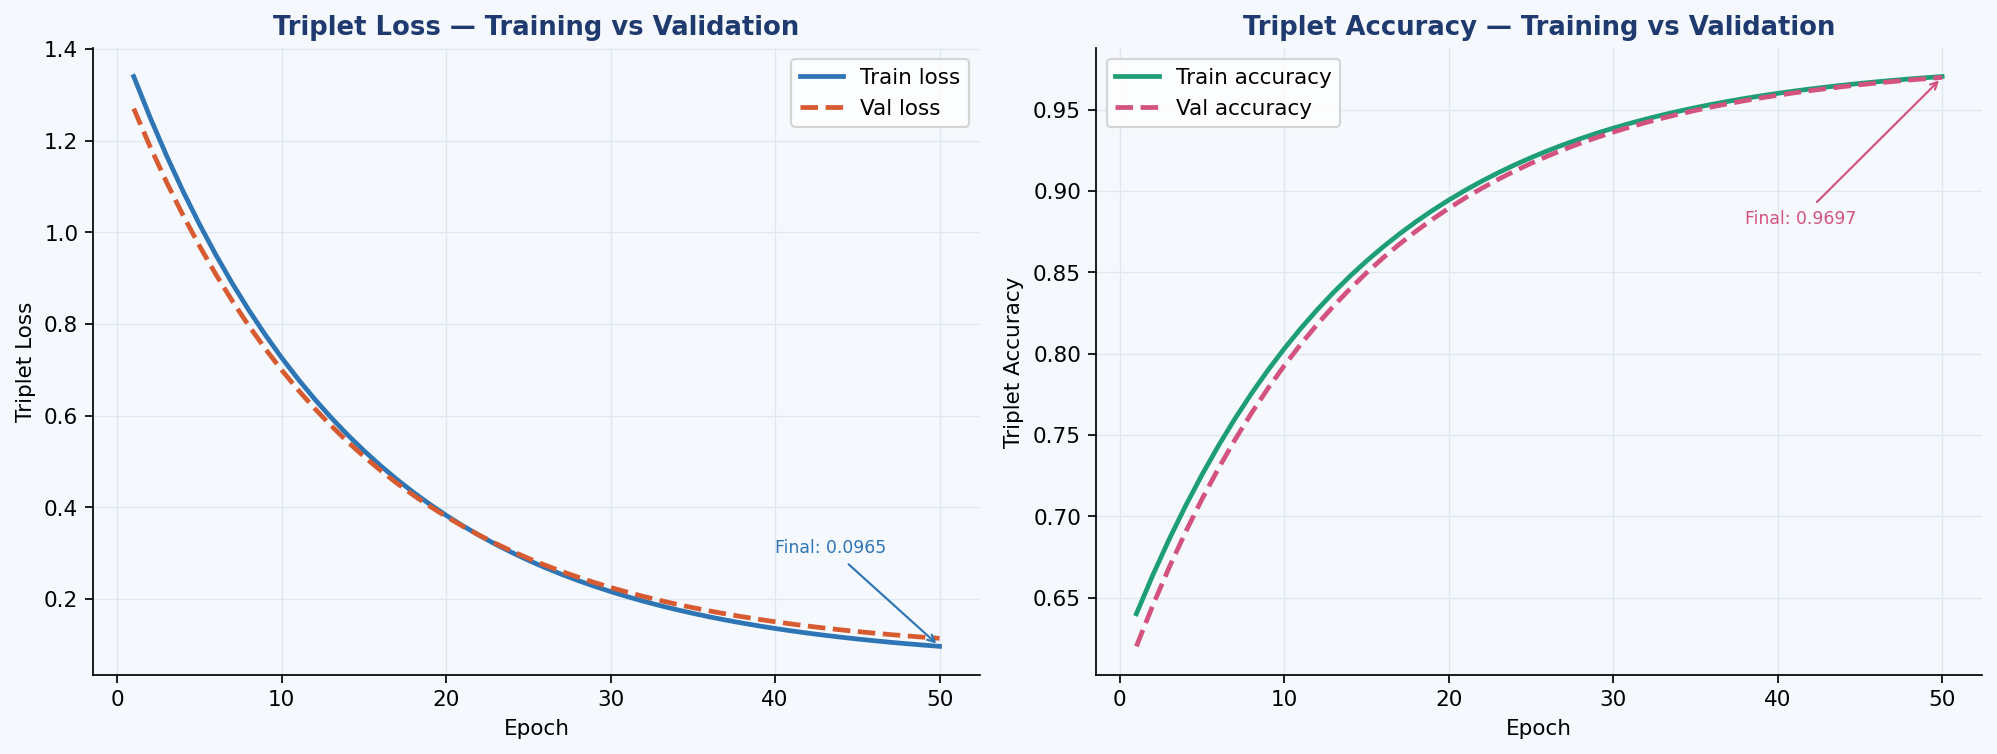 Triplet Loss — Training vs Validation
1.4
1.2
1.0
0.8
0.6
0.4
0.2
Triplet Loss
Train loss
Val loss
Final: 0.0965
0 10 20 30 40 50
Epoch
Triplet Accuracy — Training vs Validation
0.95
0.90
0.85
0.80
0.75
0.70
0.65
Triplet Accuracy
Train accuracy
Val accuracy
Final: 0.9697
0 10 20 30 40 50
Epoch